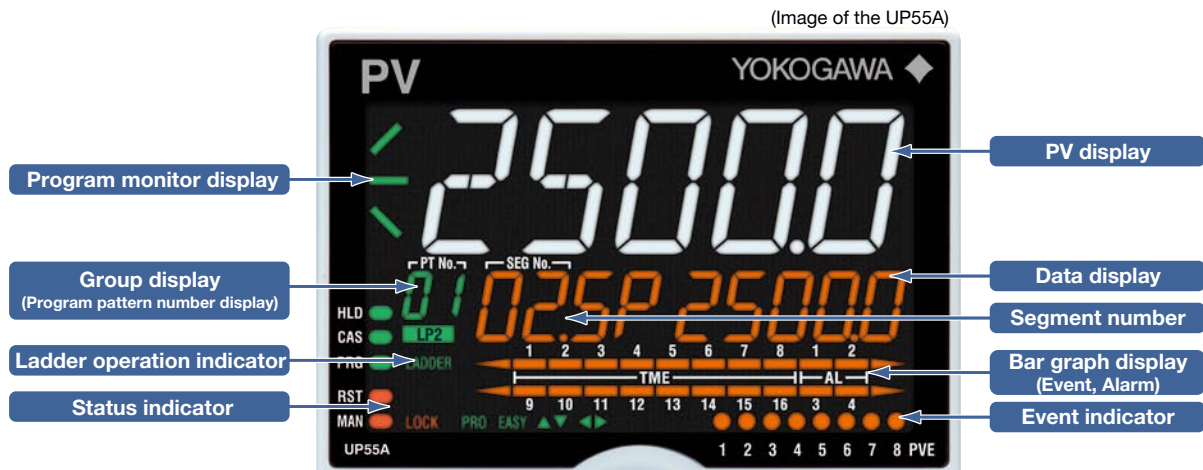 (Image of the UP55A)
PV
YOKOGAWA
2500.0
PV display
Program monitor display
PT No.
SEG No.
Group display
(Program pattern number display)
01
02.SP 2500.0
Data display
Segment number
HLD
CAS
LP2
PRG
LADDER
Ladder operation indicator
1 2 3 4 5 6 7 8 1 2
TME
AL
9 10 11 12 13 14 15 16 3 4
Bar graph display
(Event, Alarm)
Status indicator
RST
MAN
LOCK
PRO
EASY
Event indicator
UP55A
1 2 3 4 5 6 7 8 PVE